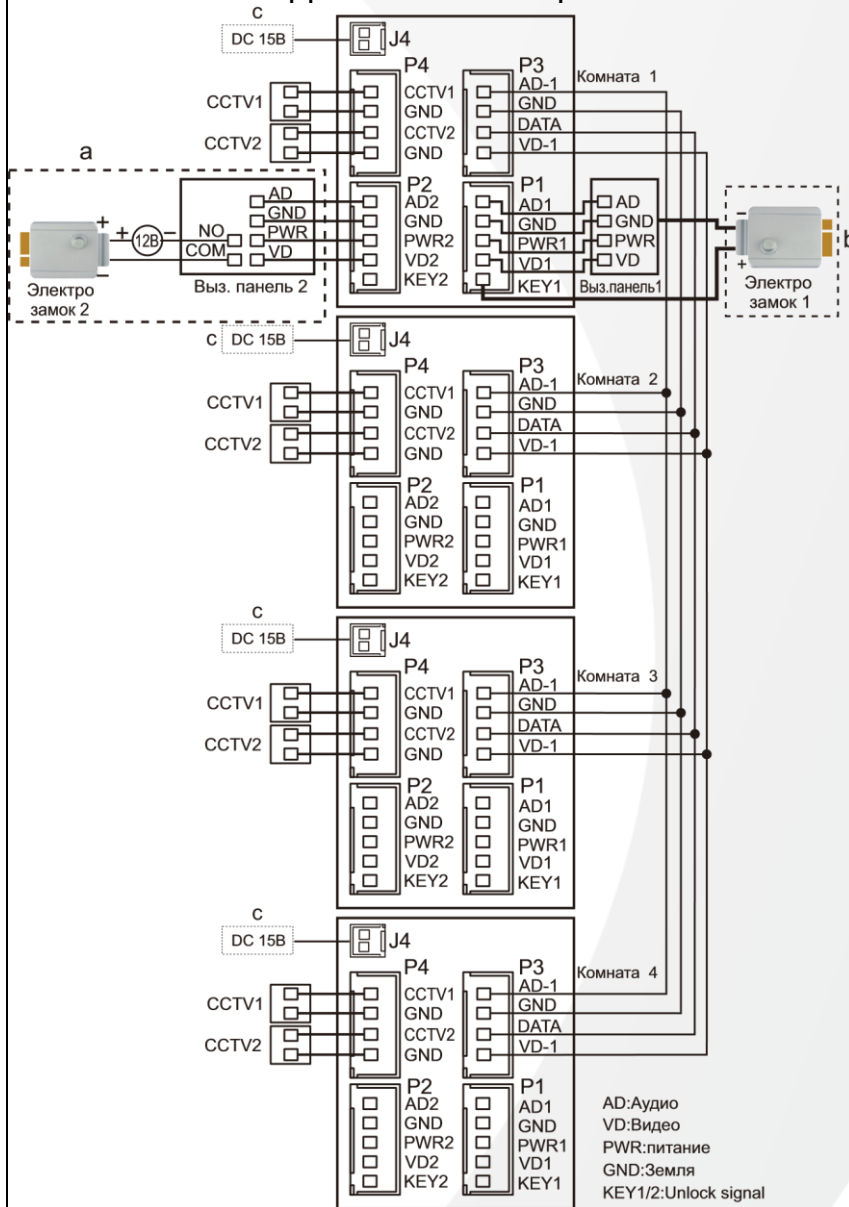 c
DC 15В
J4
P4
P3
CCTV1
CCTV2
CCTV1
GND
CCTV2
GND
AD-1
GND
DATA
VD-1
Комната 1
a
P2
P1
AD
GND
PWR
VD
NO
COM
+ 12В −
+
−
Электро
замок 2
Выз. панель 2
AD2
GND
PWR2
VD2
KEY2
AD1
GND
PWR1
VD1
KEY1
AD
GND
PWR
VD
Выз.панель1
−
+
b
Электро
замок 1
c DC 15В
J4
P4
P3
CCTV1
CCTV2
CCTV1
GND
CCTV2
GND
AD-1
GND
DATA
VD-1
Комната 2
P2
P1
AD2
GND
PWR2
VD2
KEY2
AD1
GND
PWR1
VD1
KEY1
c
DC 15В
J4
P4
P3
CCTV1
CCTV2
CCTV1
GND
CCTV2
GND
AD-1
GND
DATA
VD-1
Комната 3
P2
P1
AD2
GND
PWR2
VD2
KEY2
AD1
GND
PWR1
VD1
KEY1
c
DC 15В
J4
P4
P3
CCTV1
CCTV2
CCTV1
GND
CCTV2
GND
AD-1
GND
DATA
VD-1
Комната 4
P2
P1
AD2
GND
PWR2
VD2
KEY2
AD1
GND
PWR1
VD1
KEY1
AD:Аудио
VD:Видео
PWR:питание
GND:Земля
KEY1/2:Unlock signal